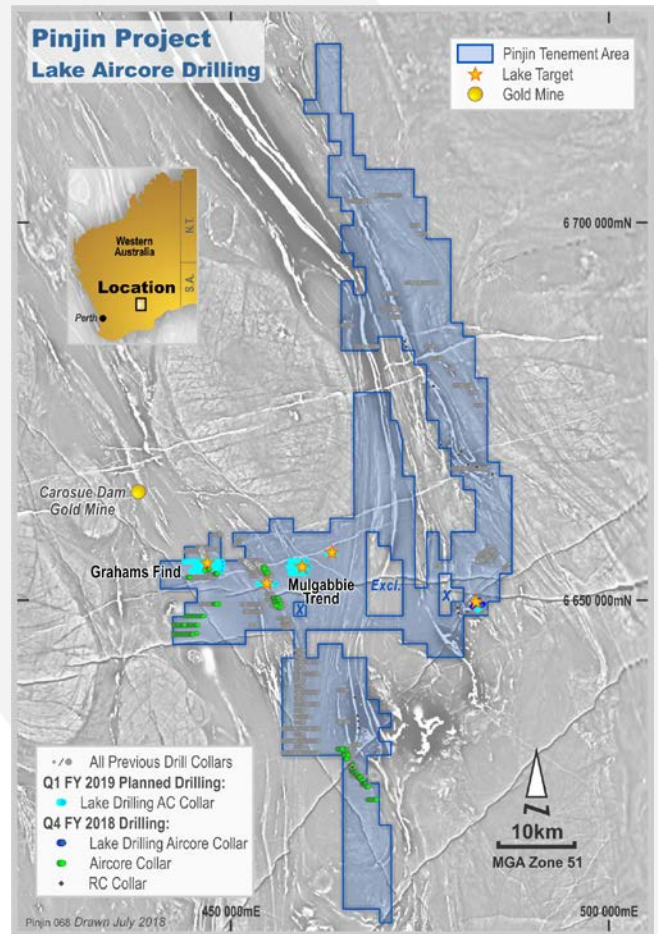 Pinjin Project
Lake Aircore Drilling
Pinjin Tenement Area
Lake Target
Gold Mine
6 700 000mN
Western
Australia
N.T.
S.A.
Location
Perth
Carosue Dam
Gold Mine
Grahams Find
Mulgabbie
Trend
Excl.
X
X
6 650 000mN
All Previous Drill Collars
Q1 FY 2019 Planned Drilling:
Lake Drilling AC Collar
Q4 FY 2018 Drilling:
Lake Drilling Aircore Collar
Aircore Collar
RC Collar
N
10km
MGA Zone 51
Pinjin 068 Drawn July 2018
450 000mE
500 000mE